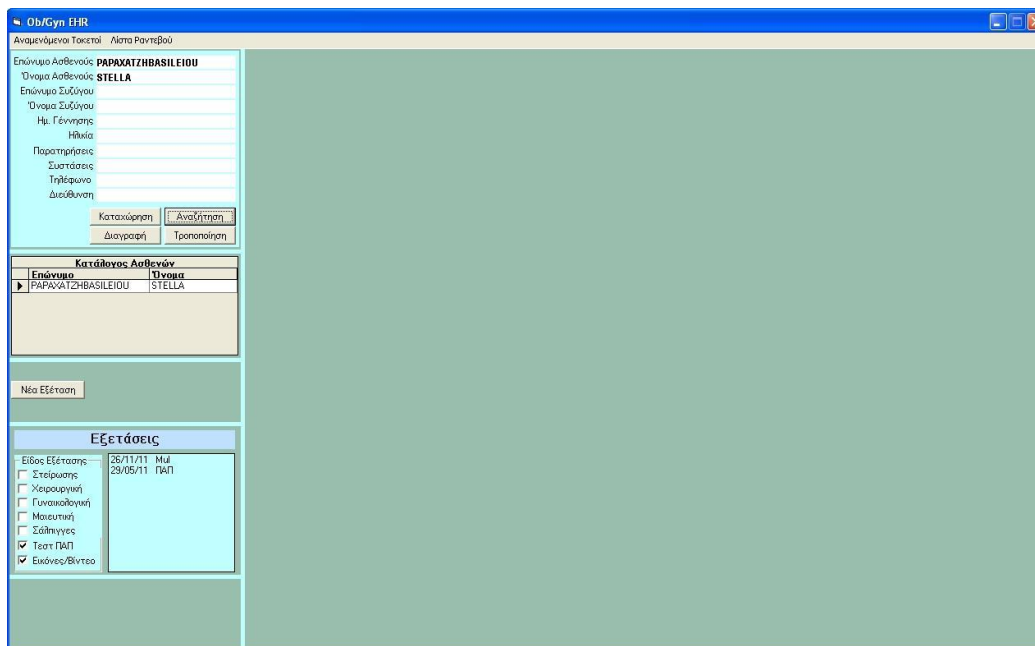 Ob/Gyn EHR
Αναμενόμενοι Τοκετοί Λίστα Ραντεβού
Επώνυμο Ασθενούς PAPAXATZHBASILEIOU
Όνομα Ασθενούς STELLA
Επώνυμο Συζύγου
Όνομα Συζύγου
Ημ. Γέννησης
Ηλικία
Παρατηρήσεις
Συστάσεις
Τηλέφωνο
Διεύθυνση
Καταχώρηση Αναζήτηση
Διαγραφή Τροποποίηση
Κατάλογος Ασθενών
Επώνυμο Όνομα
PAPAXATZHBASILEIOU STELLA
Νέα Εξέταση
Εξετάσεις
Είδος Εξέτασης
Στείρωσης
Χειρουργική
Γυναικολογική
Μαιευτική
Σάλπιγγες
Τεστ ΠΑΠ
Εικόνες/Βίντεο
26/11/11 Mul
29/05/11 ΠΑΠ